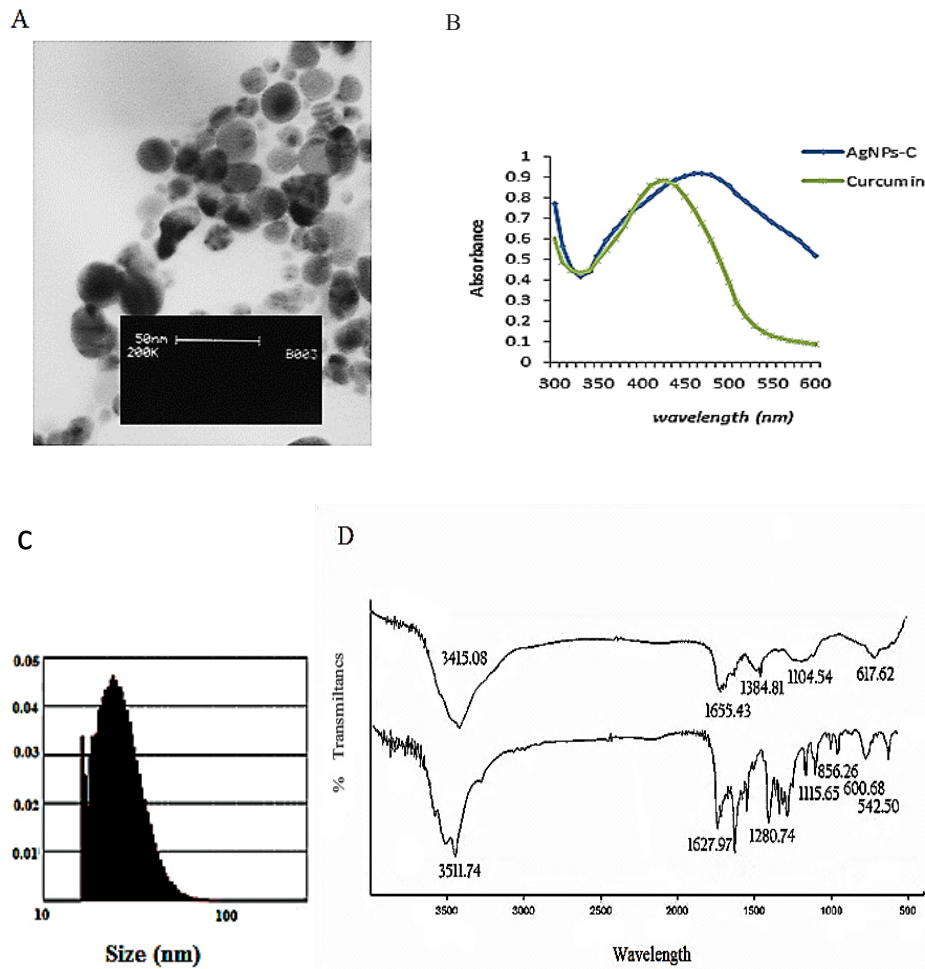 A
50nm
200K B003
B
AgNPs-C
Curcumin
1
0.9
0.8
0.7
0.6
0.5
0.4
0.3
0.2
0.1
0
Absorbance
300 350 400 450 500 550 600
wavelength (nm)
C
0.05
0.04
0.03
0.02
0.01
10 100
Size (nm)
D
% Transmiltancs
3415.08
1655.43
1384.81
1104.54
617.62
3511.74
1627.97
1280.74
1115.65
856.26
600.68
542.50
3500 3000 2500 2000 1500 1000 500
Wavelength